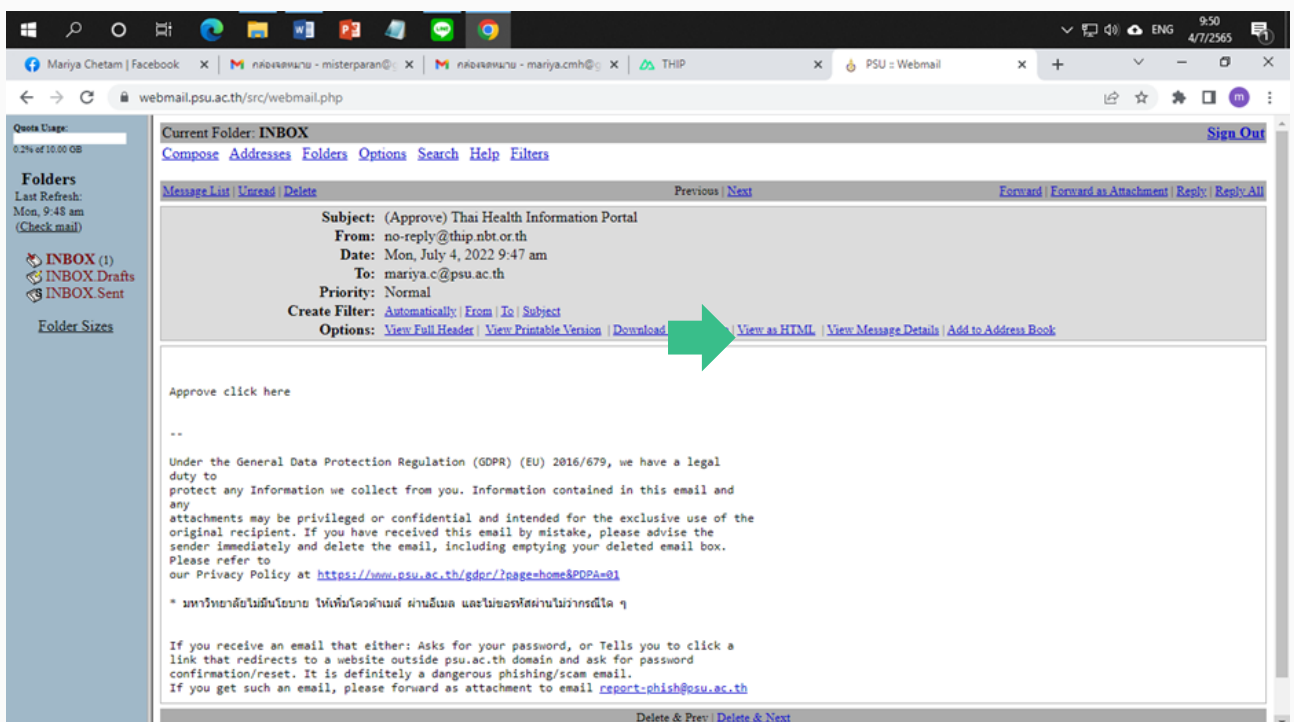 9:50
ENG
4/7/2565
Mariya Chetam | Facebook
กล่องจดหมาย - misterparan@
กล่องจดหมาย - mariya.cmh@g
THIP
PSU :: Webmail
webmail.psu.ac.th/src/webmail.php
m
Quota Usage:
0.2% of 10.00 GB
Folders
Last Refresh:
Mon, 9:48 am
(Check mail)
INBOX (1)
INBOX.Drafts
INBOX.Sent
Folder Sizes
Current Folder: INBOX Sign Out
Compose Addresses Folders Options Search Help Filters
Message List | Unread | Delete Previous | Next Forward | Forward as Attachment | Reply | Reply All
Subject: (Approve) Thai Health Information Portal
From: no-reply@thip.nbt.or.th
Date: Mon, July 4, 2022 9:47 am
To: mariya.c@psu.ac.th
Priority: Normal
Create Filter: Automatically | From | To | Subject
Options: View Full Header | View Printable Version | Download | View as HTML | View Message Details | Add to Address Book
Approve click here
--
Under the General Data Protection Regulation (GDPR) (EU) 2016/679, we have a legal
duty to
protect any Information we collect from you. Information contained in this email and
any
attachments may be privileged or confidential and intended for the exclusive use of the
original recipient. If you have received this email by mistake, please advise the
sender immediately and delete the email, including emptying your deleted email box.
Please refer to
our Privacy Policy at https://www.psu.ac.th/gdpr/?page=home&PDPA=01
* มหาวิทยาลัยไม่มีนโยบาย ให้เพิ่มโควต้าเมล์ ผ่านอีเมล และไม่ขอรหัสผ่านไม่ว่ากรณีใด ๆ
If you receive an email that either: Asks for your password, or Tells you to click a
link that redirects to a website outside psu.ac.th domain and ask for password
confirmation/reset. It is definitely a dangerous phishing/scam email.
If you get such an email, please forward as attachment to email report-phish@psu.ac.th
Delete & Prev | Delete & Next